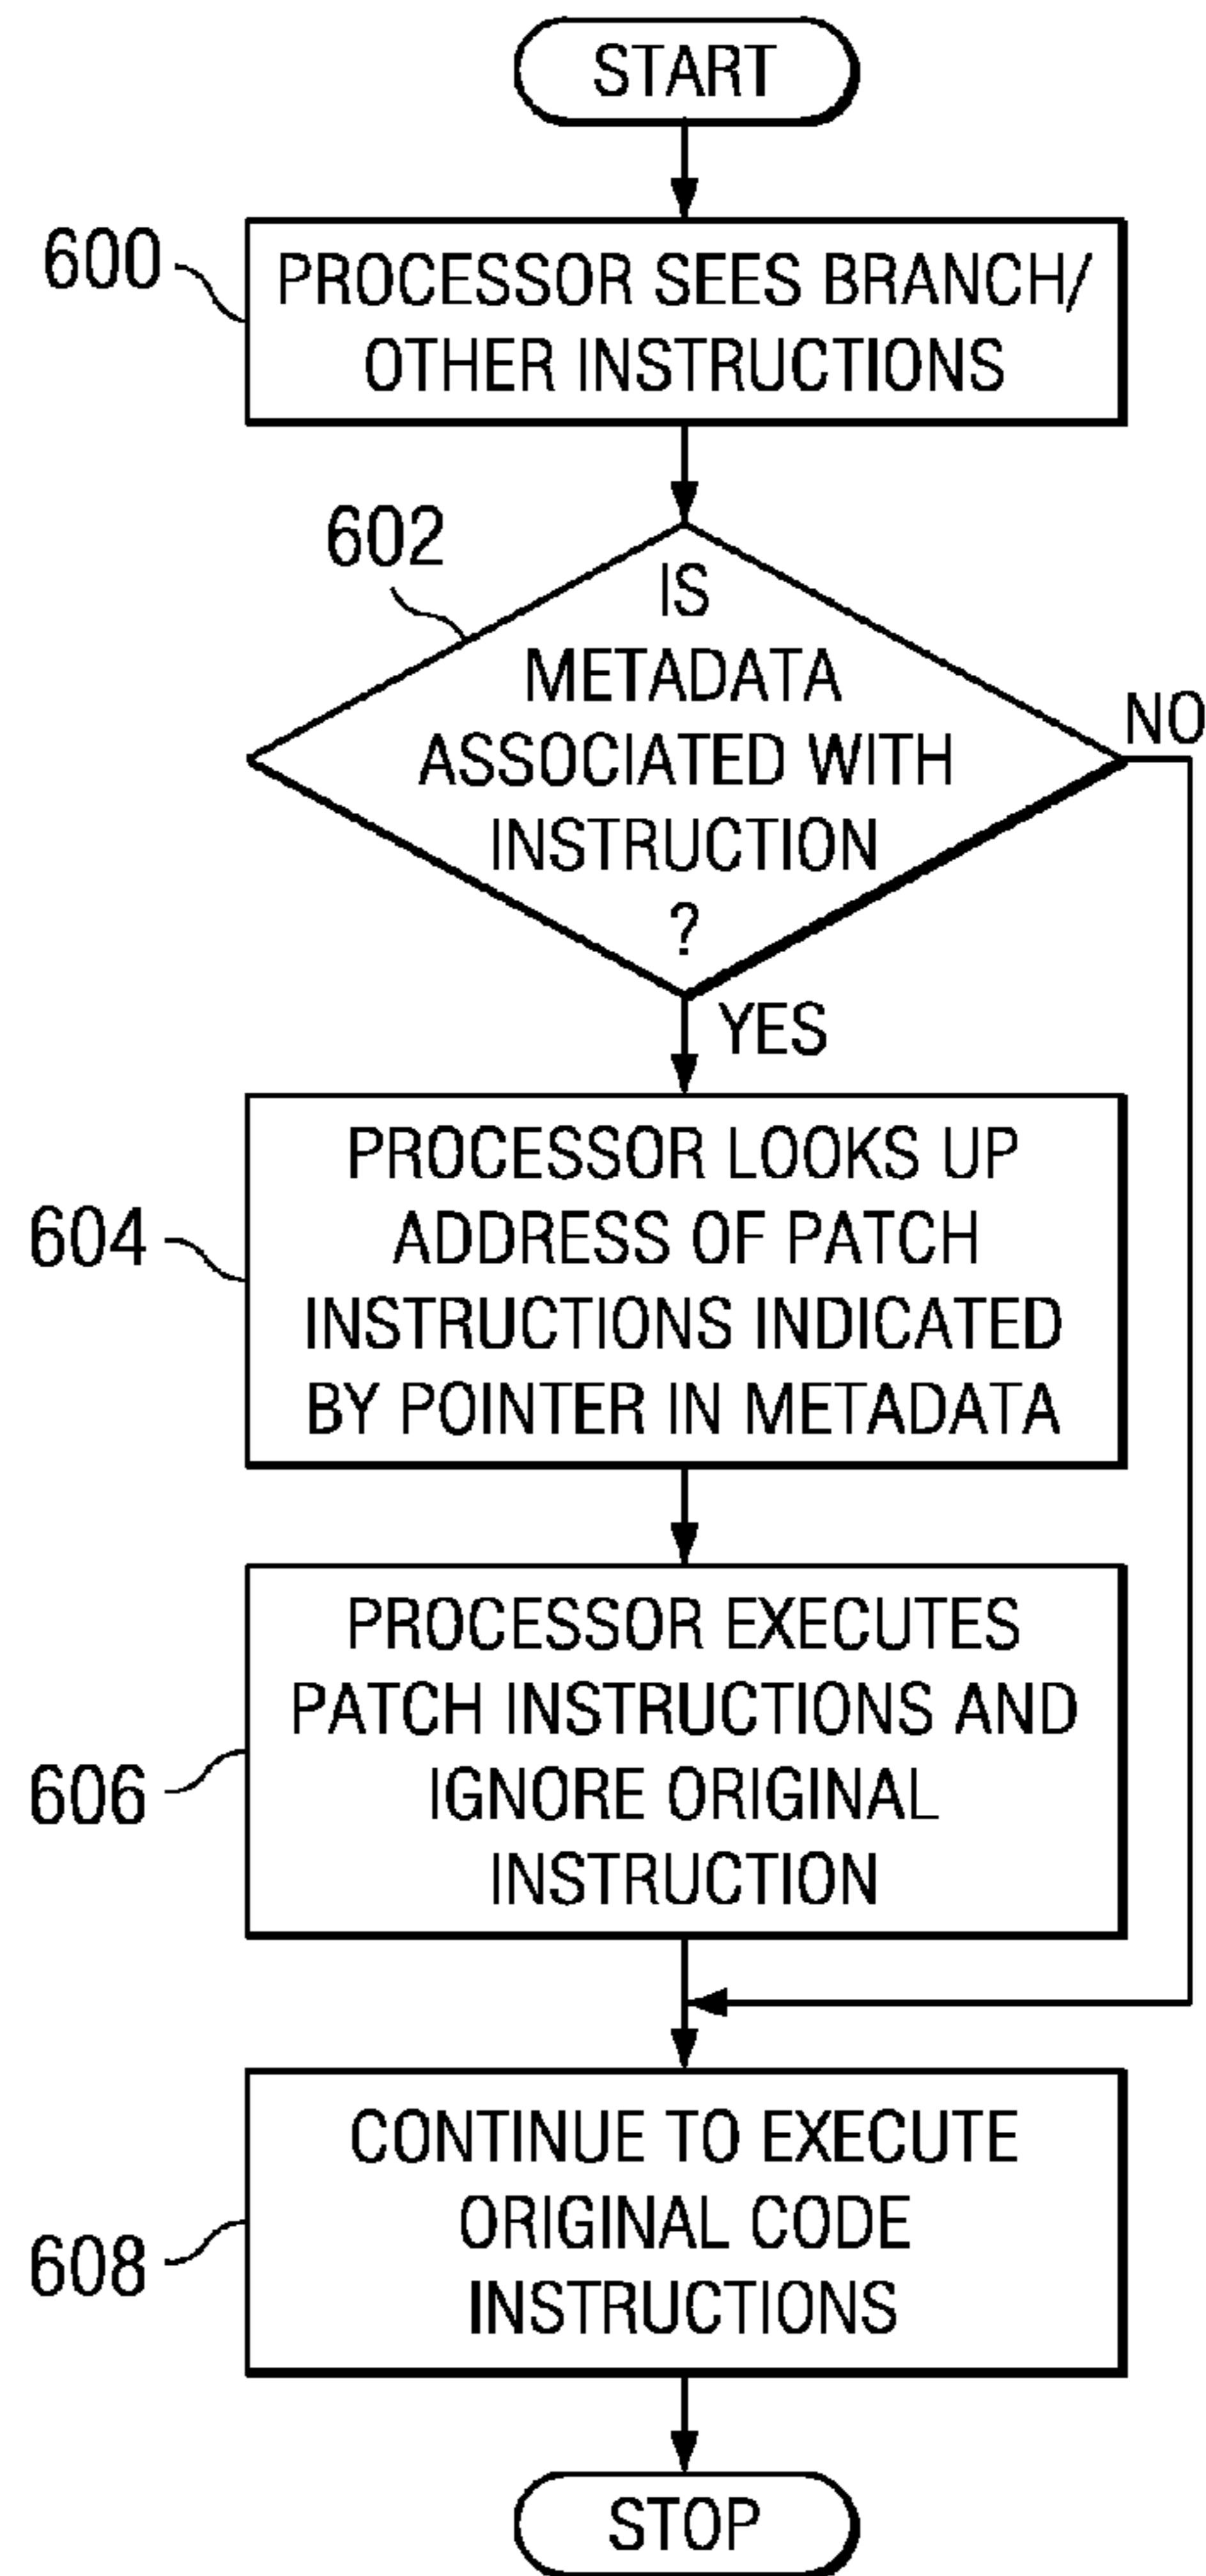 START
600
PROCESSOR SEES BRANCH/
OTHER INSTRUCTIONS
602
IS
METADATA
ASSOCIATED WITH
INSTRUCTION
?
NO
YES
604
PROCESSOR LOOKS UP
ADDRESS OF PATCH
INSTRUCTIONS INDICATED
BY POINTER IN METADATA
606
PROCESSOR EXECUTES
PATCH INSTRUCTIONS AND
IGNORE ORIGINAL
INSTRUCTION
608
CONTINUE TO EXECUTE
ORIGINAL CODE
INSTRUCTIONS
STOP